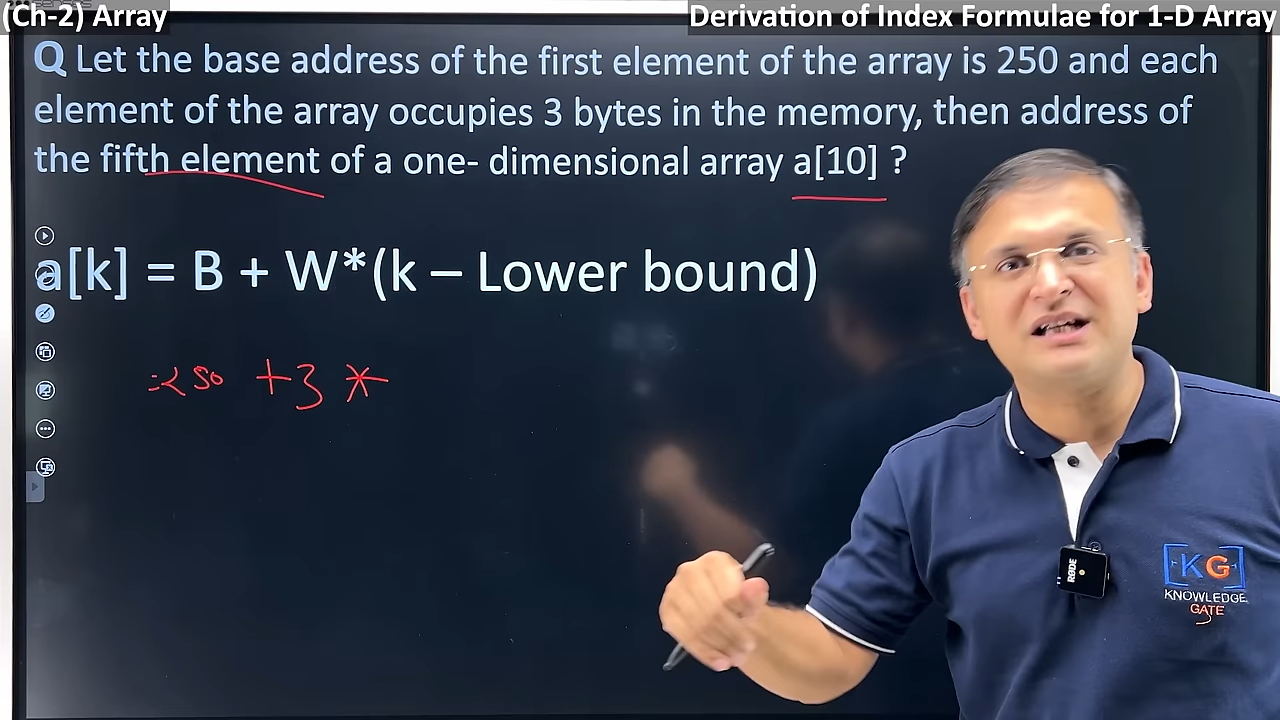 (Ch-2) Array
Derivation of Index Formulae for 1-D Array
Q Let the base address of the first element of the array is 250 and each
element of the array occupies 3 bytes in the memory, then address of
the fifth element of a one- dimensional array a[10] ?
a[k] = B + W*(k – Lower bound)
=250 +3 *
RØDE
KG
KNOWLEDGE
GATE